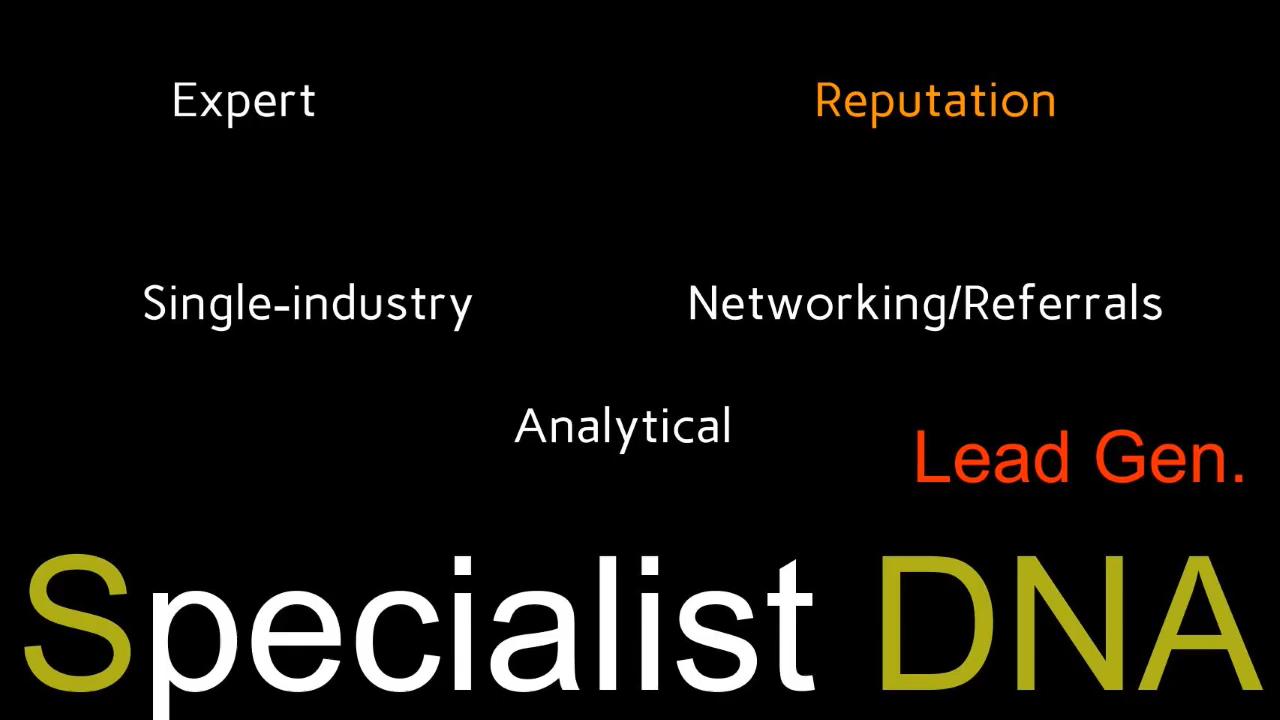 Expert
Reputation
Single-industry
Networking/Referrals
Analytical
Lead Gen.
Specialist DNA